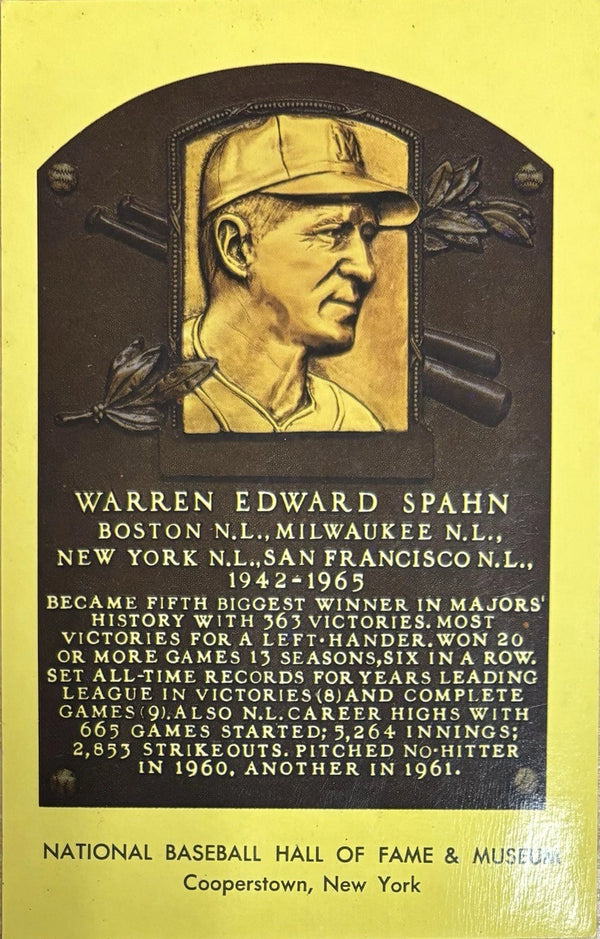 M
WARREN EDWARD SPAHN
BOSTON N.L., MILWAUKEE N.L.,
NEW YORK N.L., SAN FRANCISCO N.L.,
1942-1965
BECAME FIFTH BIGGEST WINNER IN MAJORS'
HISTORY WITH 363 VICTORIES. MOST
VICTORIES FOR A LEFT-HANDER. WON 20
OR MORE GAMES 13 SEASONS, SIX IN A ROW.
SET ALL-TIME RECORDS FOR YEARS LEADING
LEAGUE IN VICTORIES (8) AND COMPLETE
GAMES (9). ALSO N.L. CAREER HIGHS WITH
665 GAMES STARTED; 5,264 INNINGS;
2,853 STRIKEOUTS. PITCHED NO-HITTER
IN 1960, ANOTHER IN 1961.
NATIONAL BASEBALL HALL OF FAME & MUSEUM
Cooperstown, New York